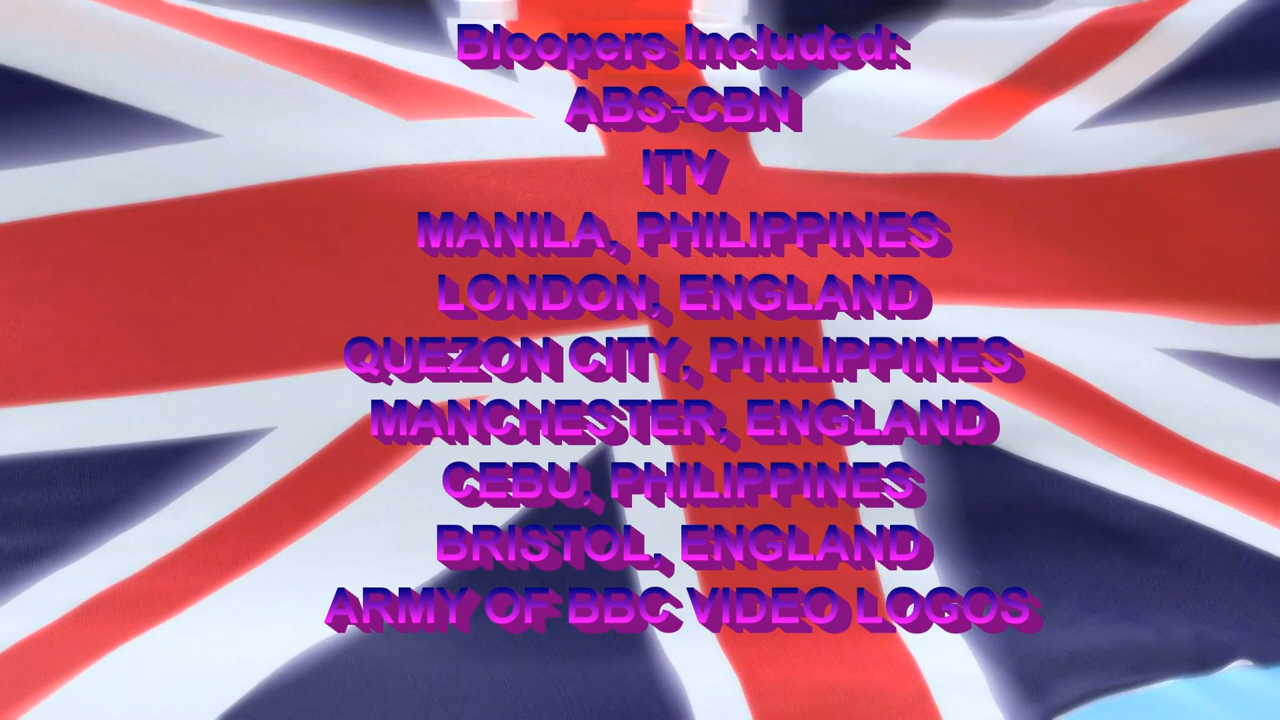 Bloopers Included:
ABS-CBN
ITV
MANILA, PHILIPPINES
LONDON, ENGLAND
QUEZON CITY, PHILIPPINES
MANCHESTER, ENGLAND
CEBU, PHILIPPINES
BRISTOL, ENGLAND
ARMY OF BBC VIDEO LOGOS